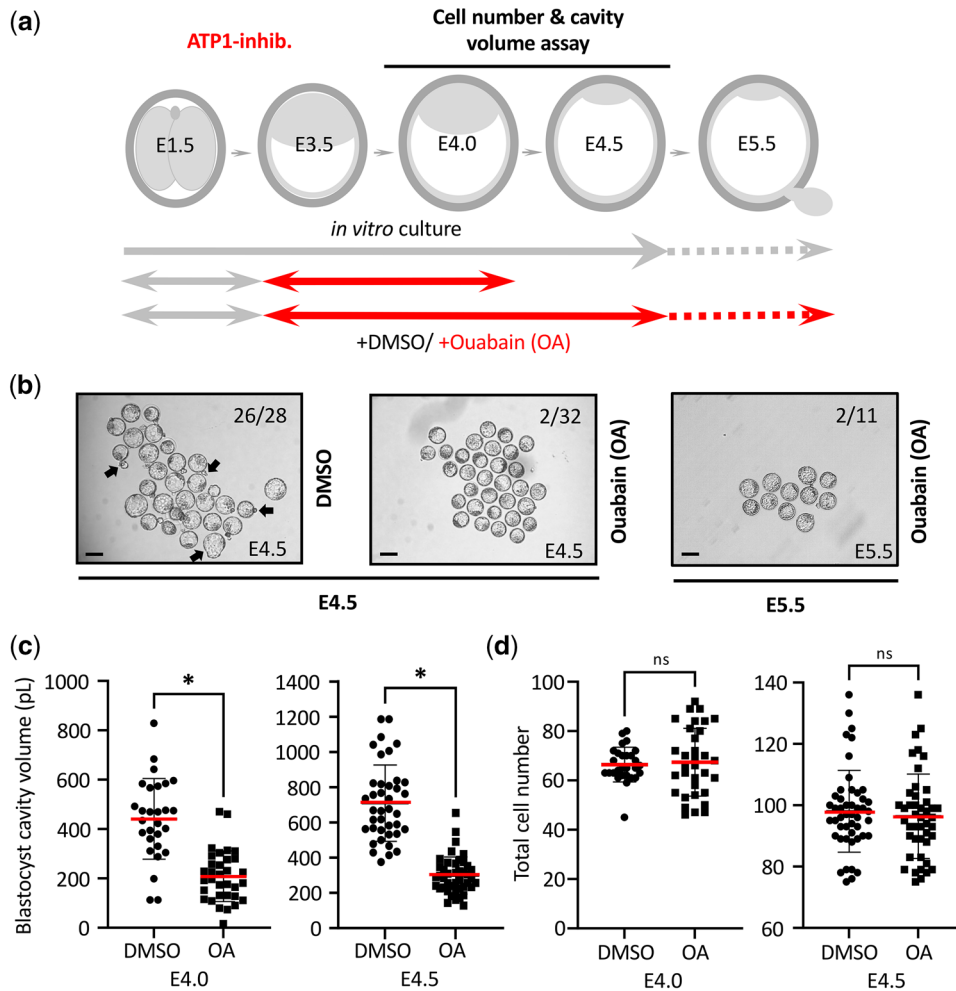 (a)
ATP1-inhib.
Cell number & cavity
volume assay
E1.5
E3.5
E4.0
E4.5
E5.5
in vitro culture
+DMSO/ +Ouabain (OA)
(b)
26/28
E4.5
DMSO
2/32
E4.5
Ouabain (OA)
2/11
E5.5
Ouabain (OA)
E4.5
E5.5
(c)
Blastocyst cavity volume (pL)
1000
800
600
400
200
0
*
DMSO OA
E4.0
1400
1200
1000
800
600
400
200
0
*
DMSO OA
E4.5
(d)
Total cell number
100
80
60
40
20
0
ns
DMSO OA
E4.0
140
120
100
80
60
ns
DMSO OA
E4.5